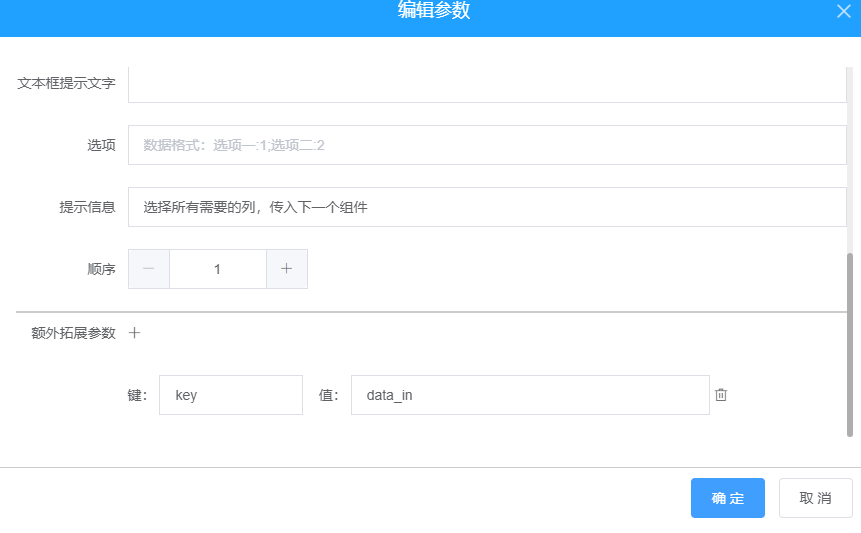 编辑参数
文本框提示文字
选项 数据格式：选项一:1;选项二:2
提示信息 选择所有需要的列，传入下一个组件
顺序 1
额外拓展参数
键： key 值： data_in
确定 取消